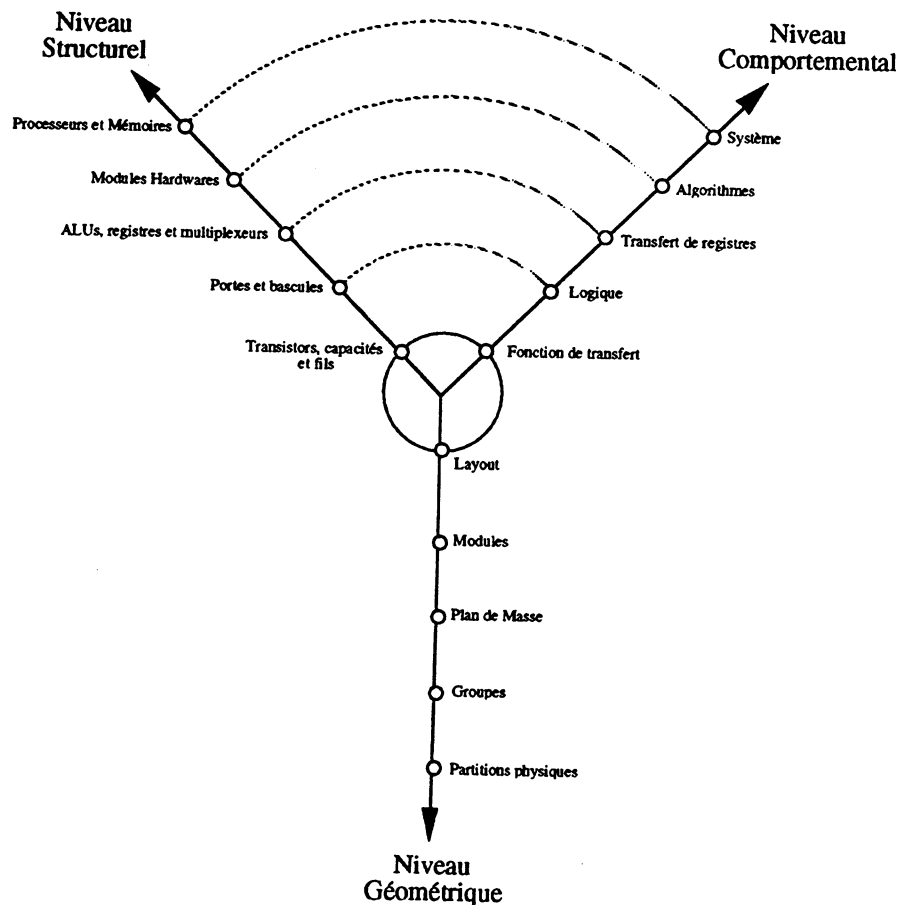 Niveau
Structurel
Niveau
Comportemental
Processeurs et Mémoires
Système
Modules Hardwares
Algorithmes
ALUs, registres et multiplexeurs
Transfert de registres
Portes et bascules
Logique
Transistors, capacités
et fils
Fonction de transfert
Layout
Modules
Plan de Masse
Groupes
Partitions physiques
Niveau
Géométrique